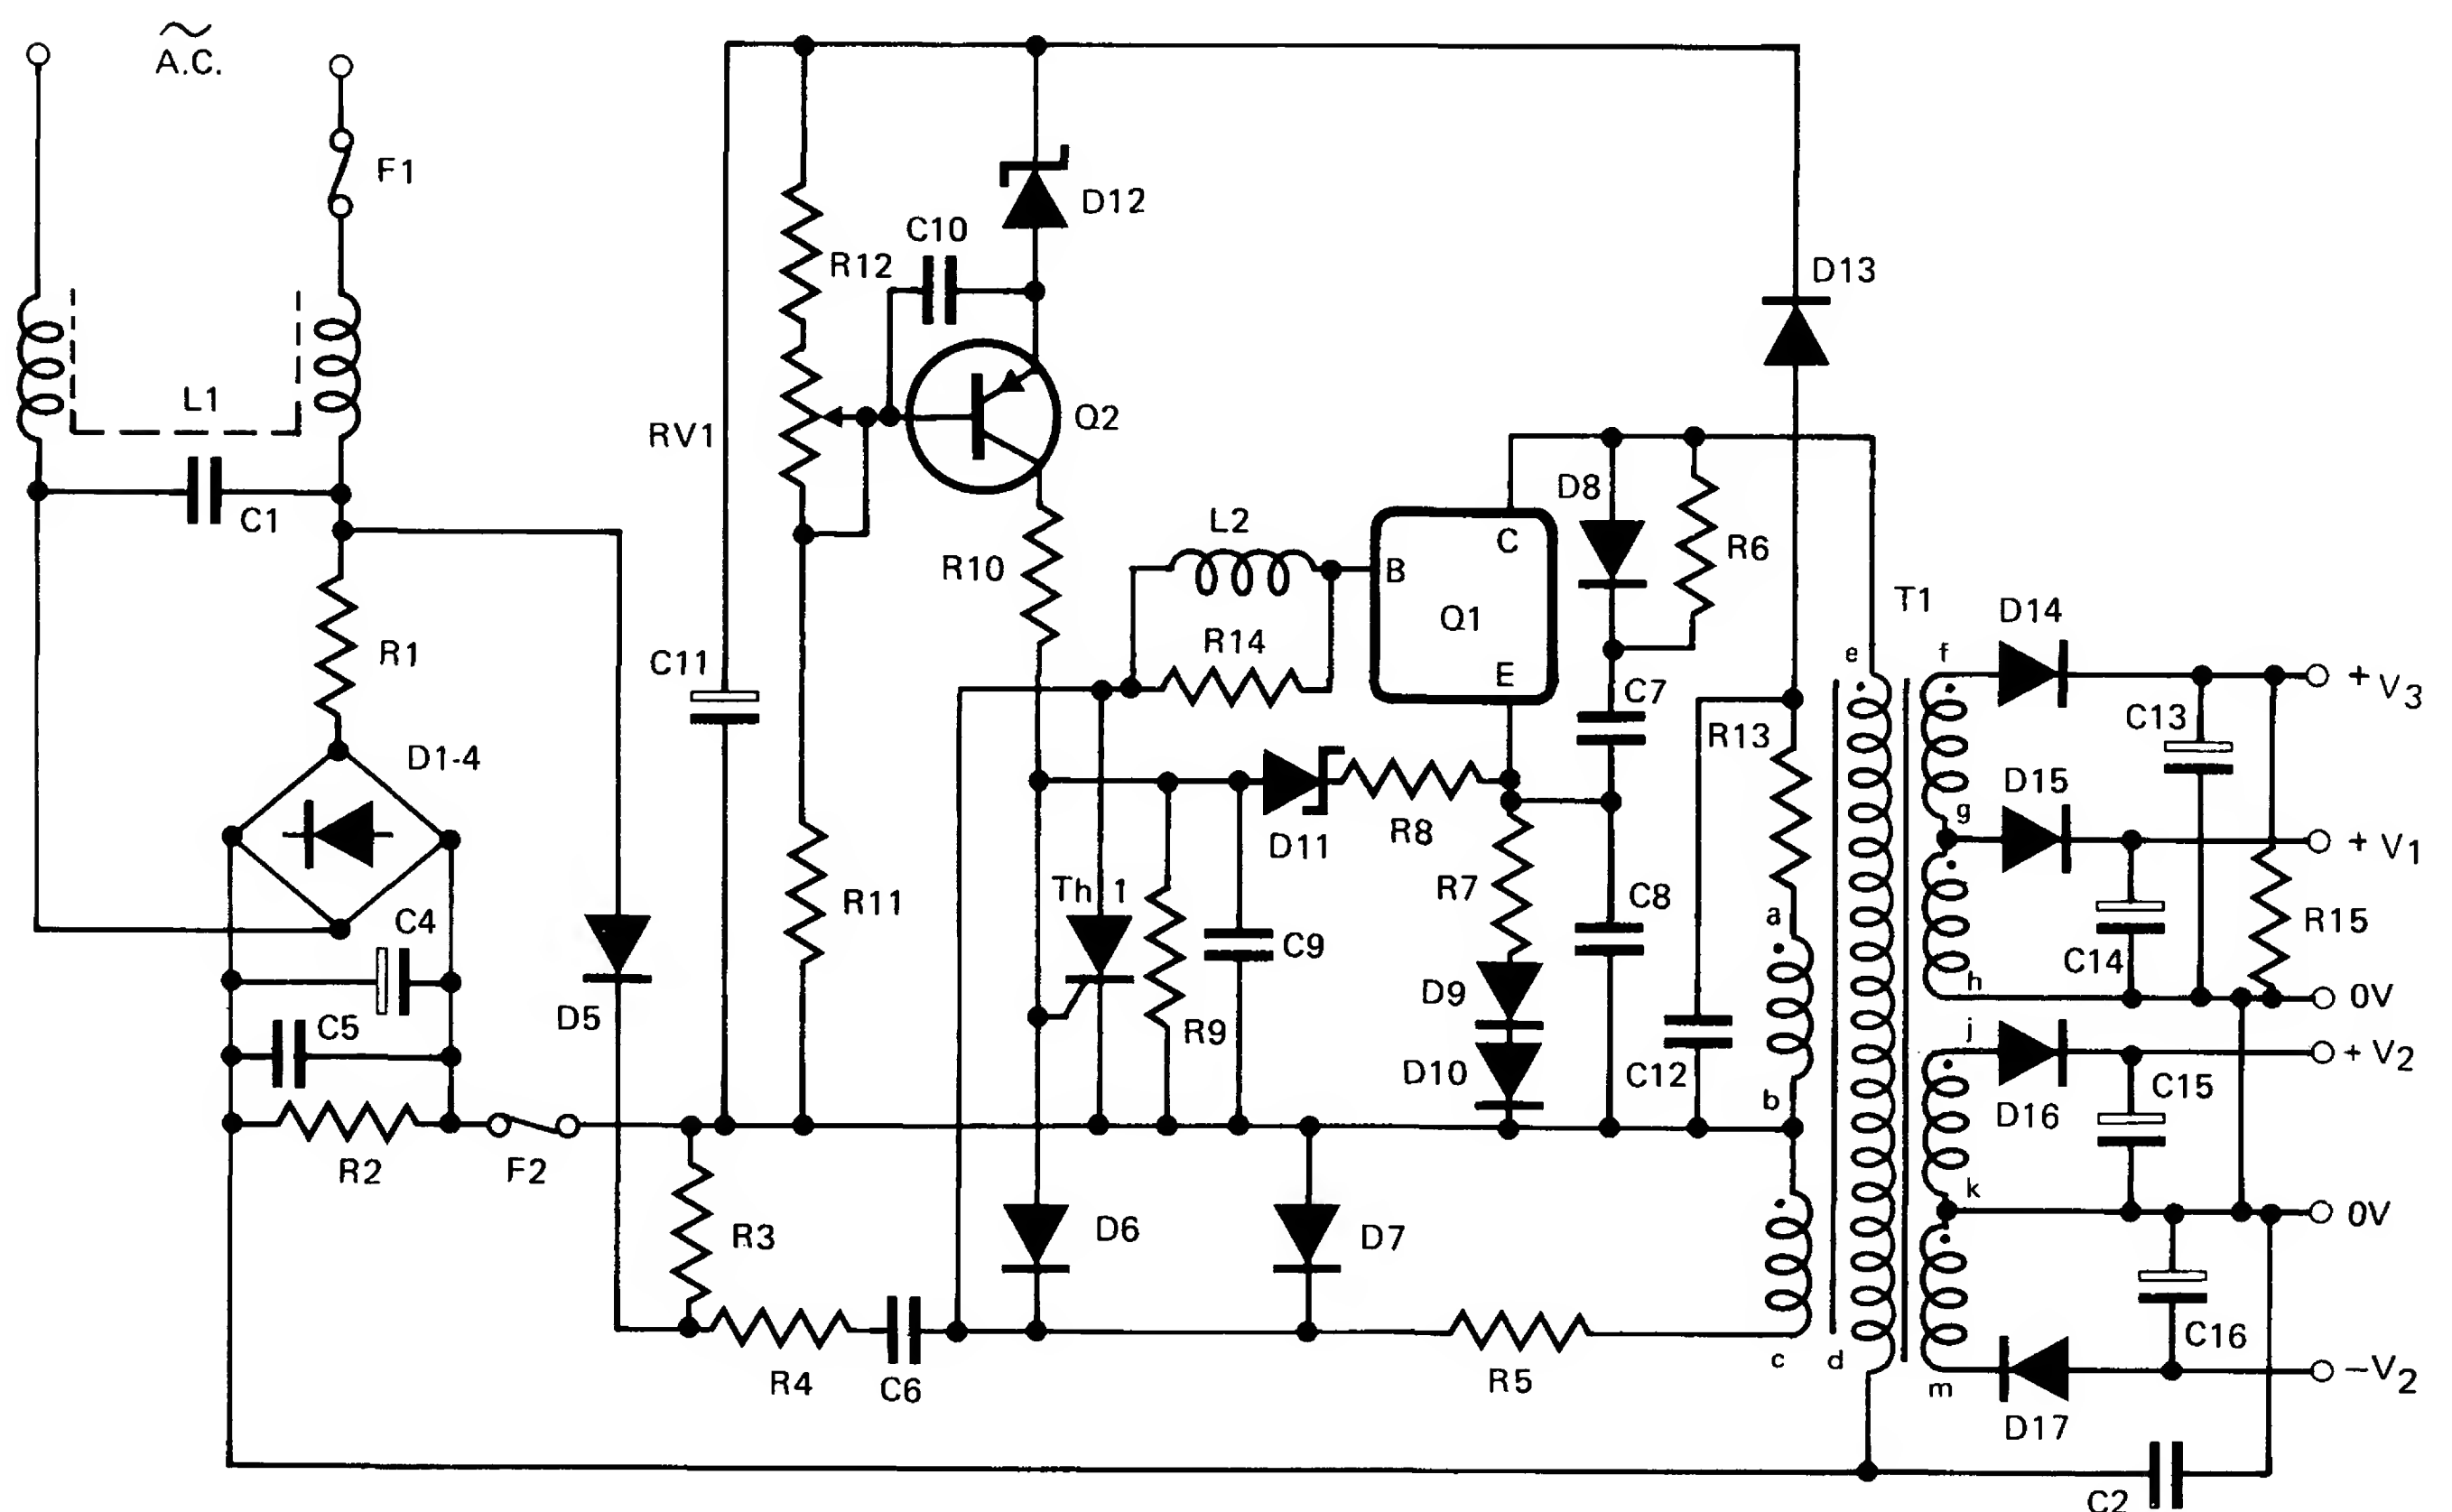 A.C.
F1
D12
C10
R12
D13
L1
RV1
Q2
C1
D8
L2
C
R10
B
R6
Q1
T1
D14
R1
R14
e
f
C11
E
+ V3
C7
C13
R13
D1-4
D15
g
+ V1
D11
R8
R7
C8
Th 1
R11
a
R15
C4
C9
C14
D9
h
0V
D5
C5
R9
j
+ V2
D10
C12
C15
b
D16
R2
F2
k
0V
R3
D6
D7
C16
c
d
R4
C6
R5
m
−V2
D17
C2